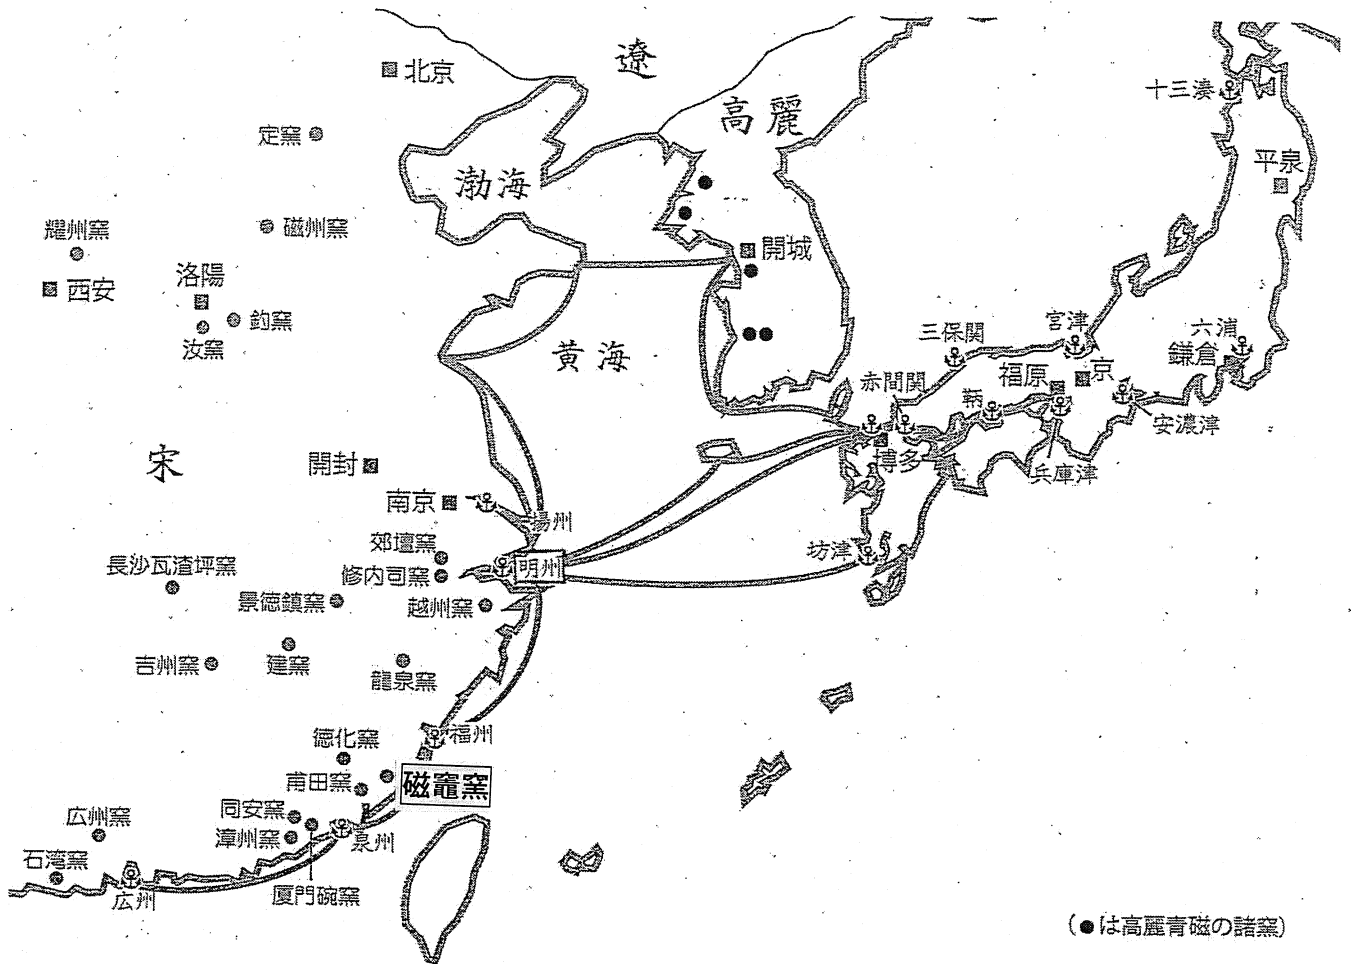 遼
北京
高麗
十三湊
定窯
平泉
渤海
耀州窯
磁州窯
開城
洛陽
西安
釣窯
汝窯
黄海
三保関
宮津
六浦
鎌倉
赤間関
福原
京
鞆
安濃津
宋
開封
博多
兵庫津
南京
揚州
郊壇窯
坊津
明州
長沙瓦渣坪窯
修内司窯
景徳鎮窯
越州窯
吉州窯
建窯
龍泉窯
福州
徳化窯
甫田窯
磁竈窯
同安窯
広州窯
漳州窯
泉州
石湾窯
広州
厦門碗窯
(●は高麗青磁の諸窯)